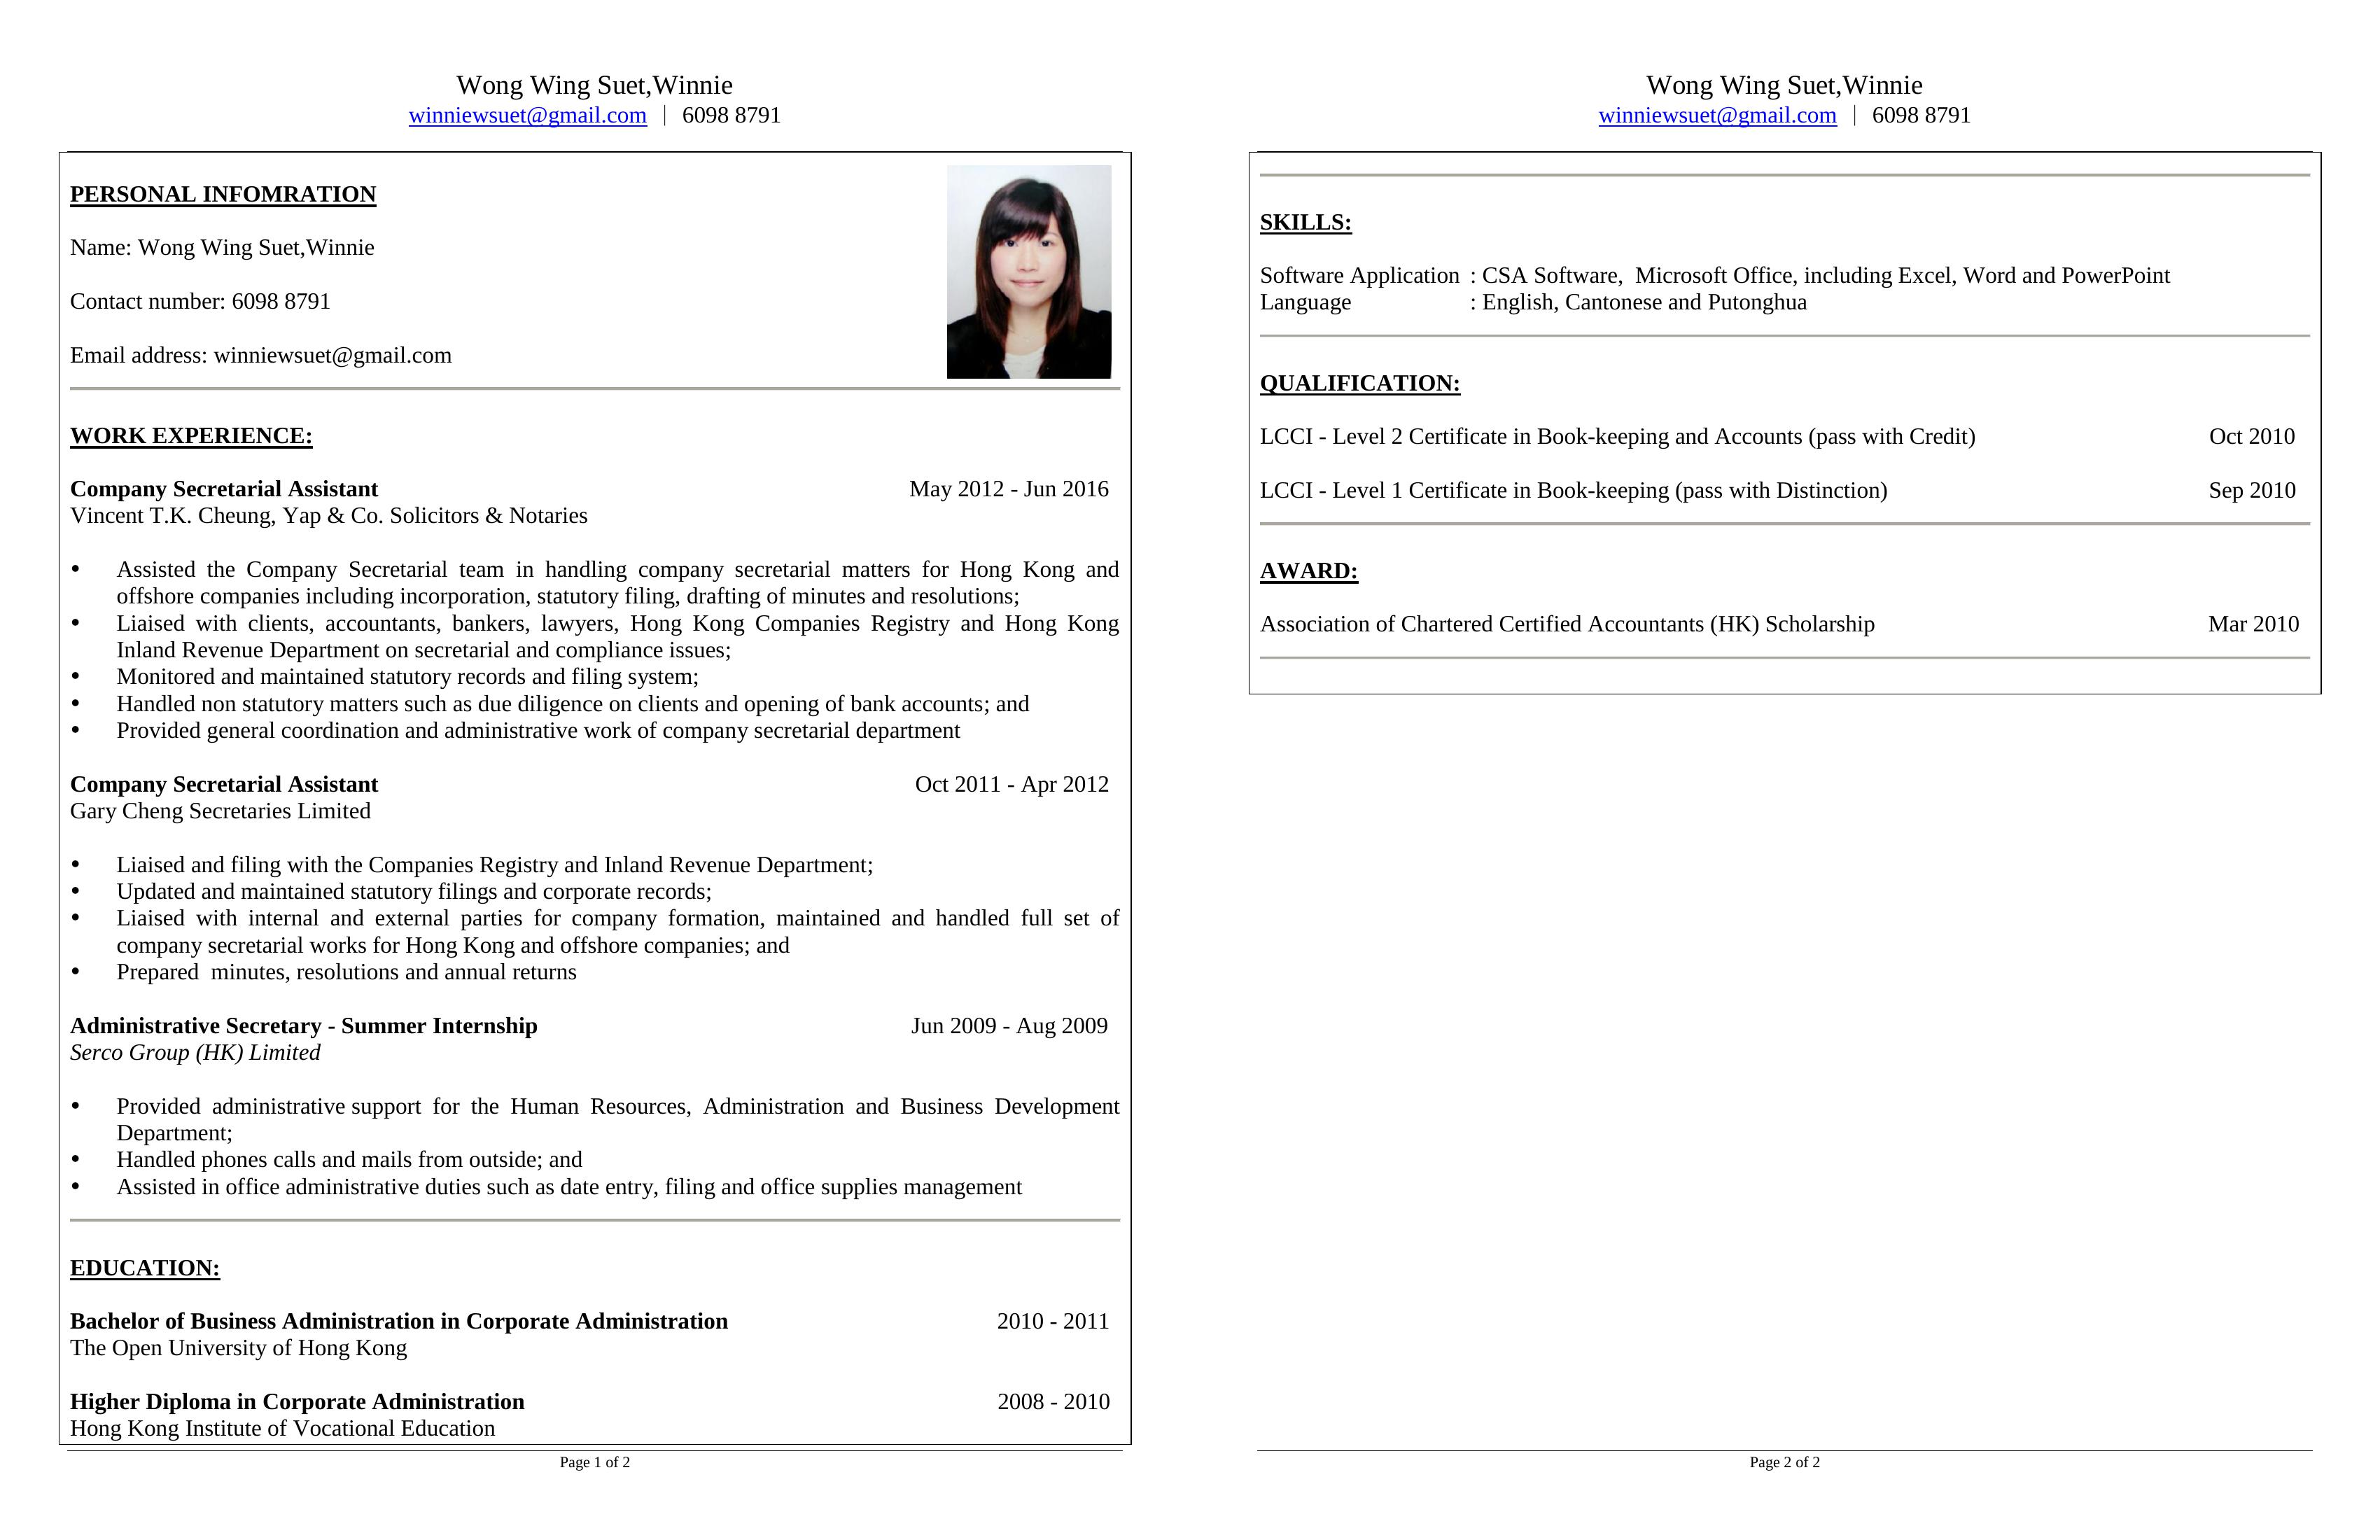 Wong Wing Suet,Winnie
winniewsuet@gmail.com | 6098 8791
PERSONAL INFOMRATION
Name: Wong Wing Suet,Winnie
Contact number: 6098 8791
Email address: winniewsuet@gmail.com
WORK EXPERIENCE:
Company Secretarial Assistant May 2012 - Jun 2016
Vincent T.K. Cheung, Yap & Co. Solicitors & Notaries
• Assisted the Company Secretarial team in handling company secretarial matters for Hong Kong and
offshore companies including incorporation, statutory filing, drafting of minutes and resolutions;
• Liaised with clients, accountants, bankers, lawyers, Hong Kong Companies Registry and Hong Kong
Inland Revenue Department on secretarial and compliance issues;
• Monitored and maintained statutory records and filing system;
• Handled non statutory matters such as due diligence on clients and opening of bank accounts; and
• Provided general coordination and administrative work of company secretarial department
Company Secretarial Assistant Oct 2011 - Apr 2012
Gary Cheng Secretaries Limited
• Liaised and filing with the Companies Registry and Inland Revenue Department;
• Updated and maintained statutory filings and corporate records;
• Liaised with internal and external parties for company formation, maintained and handled full set of
company secretarial works for Hong Kong and offshore companies; and
• Prepared minutes, resolutions and annual returns
Administrative Secretary - Summer Internship Jun 2009 - Aug 2009
Serco Group (HK) Limited
• Provided administrative support for the Human Resources, Administration and Business Development
Department;
• Handled phones calls and mails from outside; and
• Assisted in office administrative duties such as date entry, filing and office supplies management
EDUCATION:
Bachelor of Business Administration in Corporate Administration 2010 - 2011
The Open University of Hong Kong
Higher Diploma in Corporate Administration 2008 - 2010
Hong Kong Institute of Vocational Education
Page 1 of 2
Wong Wing Suet,Winnie
winniewsuet@gmail.com | 6098 8791
SKILLS:
Software Application : CSA Software, Microsoft Office, including Excel, Word and PowerPoint
Language : English, Cantonese and Putonghua
QUALIFICATION:
LCCI - Level 2 Certificate in Book-keeping and Accounts (pass with Credit) Oct 2010
LCCI - Level 1 Certificate in Book-keeping (pass with Distinction) Sep 2010
AWARD:
Association of Chartered Certified Accountants (HK) Scholarship Mar 2010
Page 2 of 2